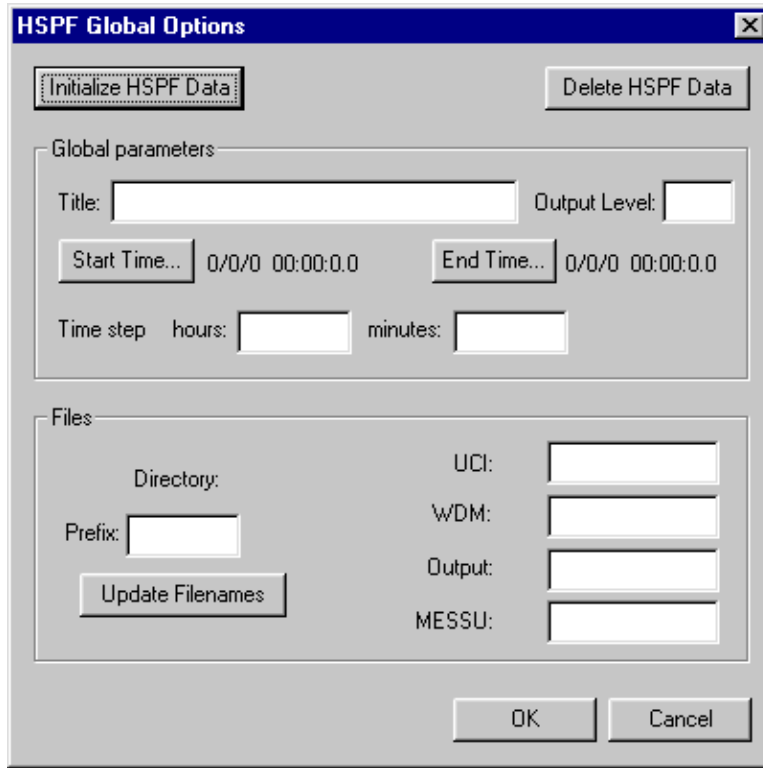 HSPF Global Options
Initialize HSPF Data
Delete HSPF Data
Global parameters
Title:
Output Level:
Start Time... 0/0/0 00:00:0.0
End Time... 0/0/0 00:00:0.0
Time step hours:
minutes:
Files
Directory:
Prefix:
Update Filenames
UCI:
WDM:
Output:
MESSU:
OK
Cancel